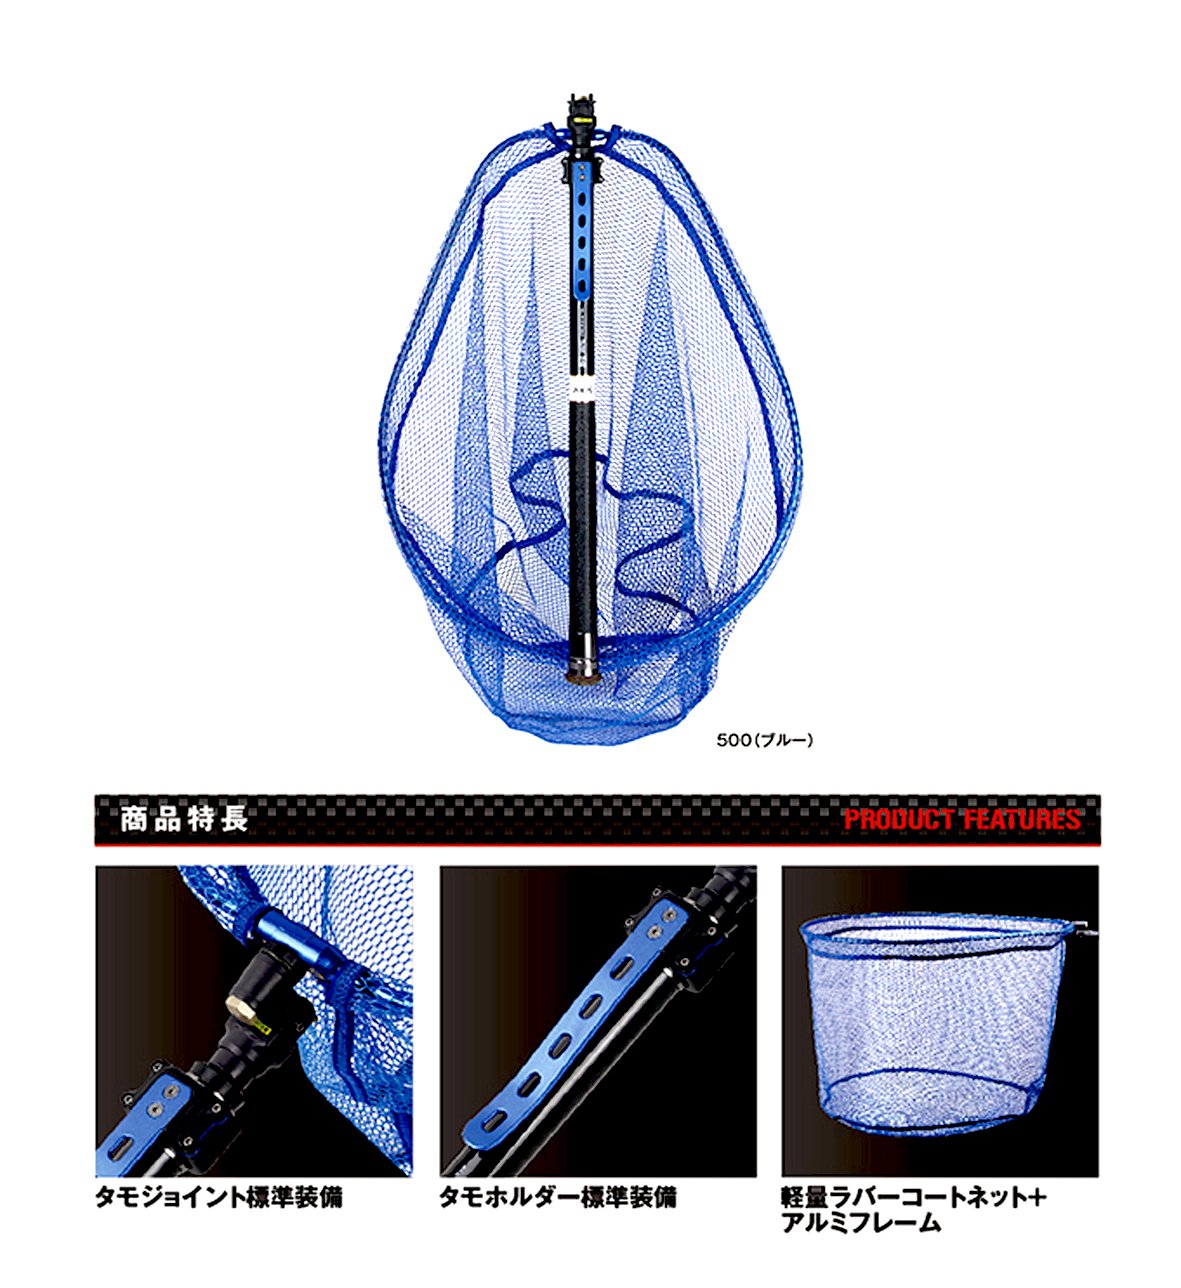 500(ブルー)
商品特長
PRODUCT FEATURES
タモジョイント標準装備
タモホルダー標準装備
軽量ラバーコートネット+
アルミフレーム